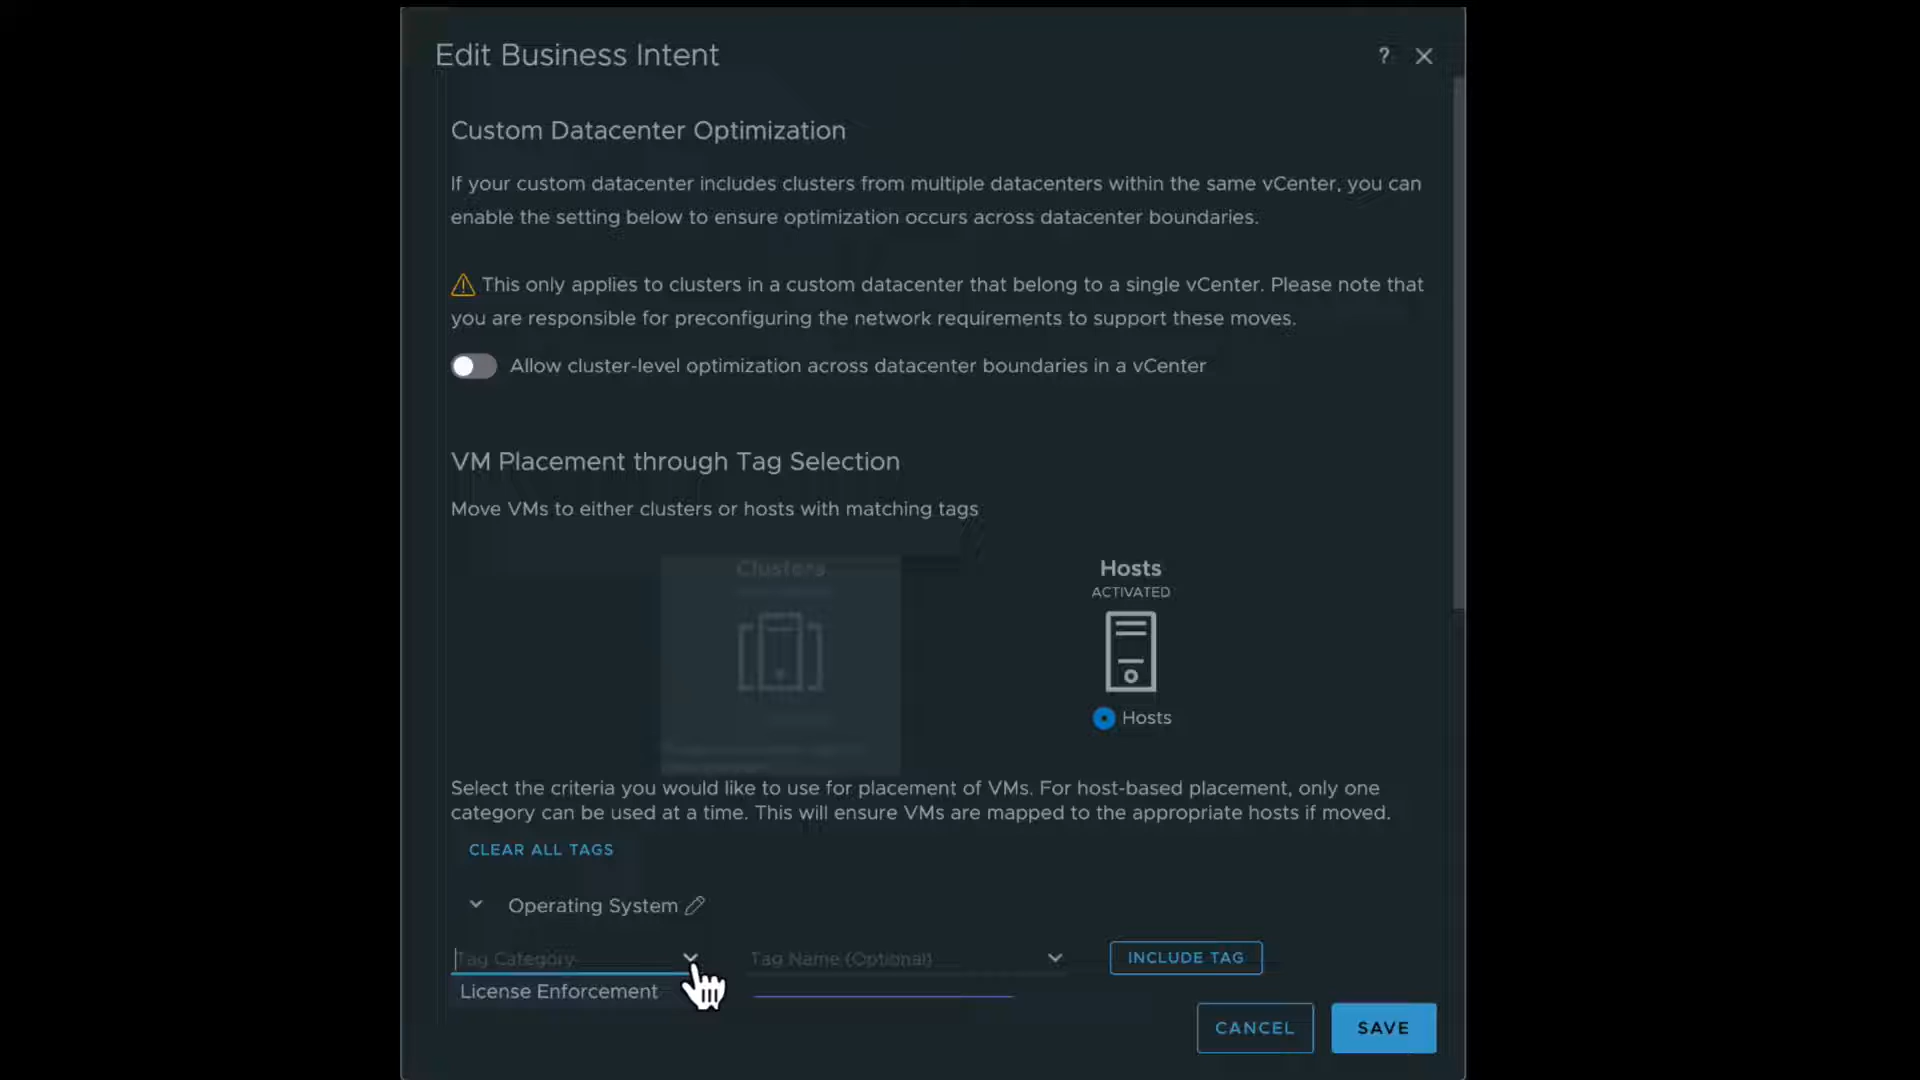 Edit Business Intent
?
Custom Datacenter Optimization
If your custom datacenter includes clusters from multiple datacenters within the same vCenter, you can
enable the setting below to ensure optimization occurs across datacenter boundaries.
This only applies to clusters in a custom datacenter that belong to a single vCenter. Please note that
you are responsible for preconfiguring the network requirements to support these moves.
Allow cluster-level optimization across datacenter boundaries in a vCenter
VM Placement through Tag Selection
Move VMs to either clusters or hosts with matching tags
Clusters
Hosts
ACTIVATED
Hosts
Select the criteria you would like to use for placement of VMs. For host-based placement, only one
category can be used at a time. This will ensure VMs are mapped to the appropriate hosts if moved.
CLEAR ALL TAGS
Operating System
Tag Category
Tag Name (Optional)
INCLUDE TAG
License Enforcement
CANCEL
SAVE